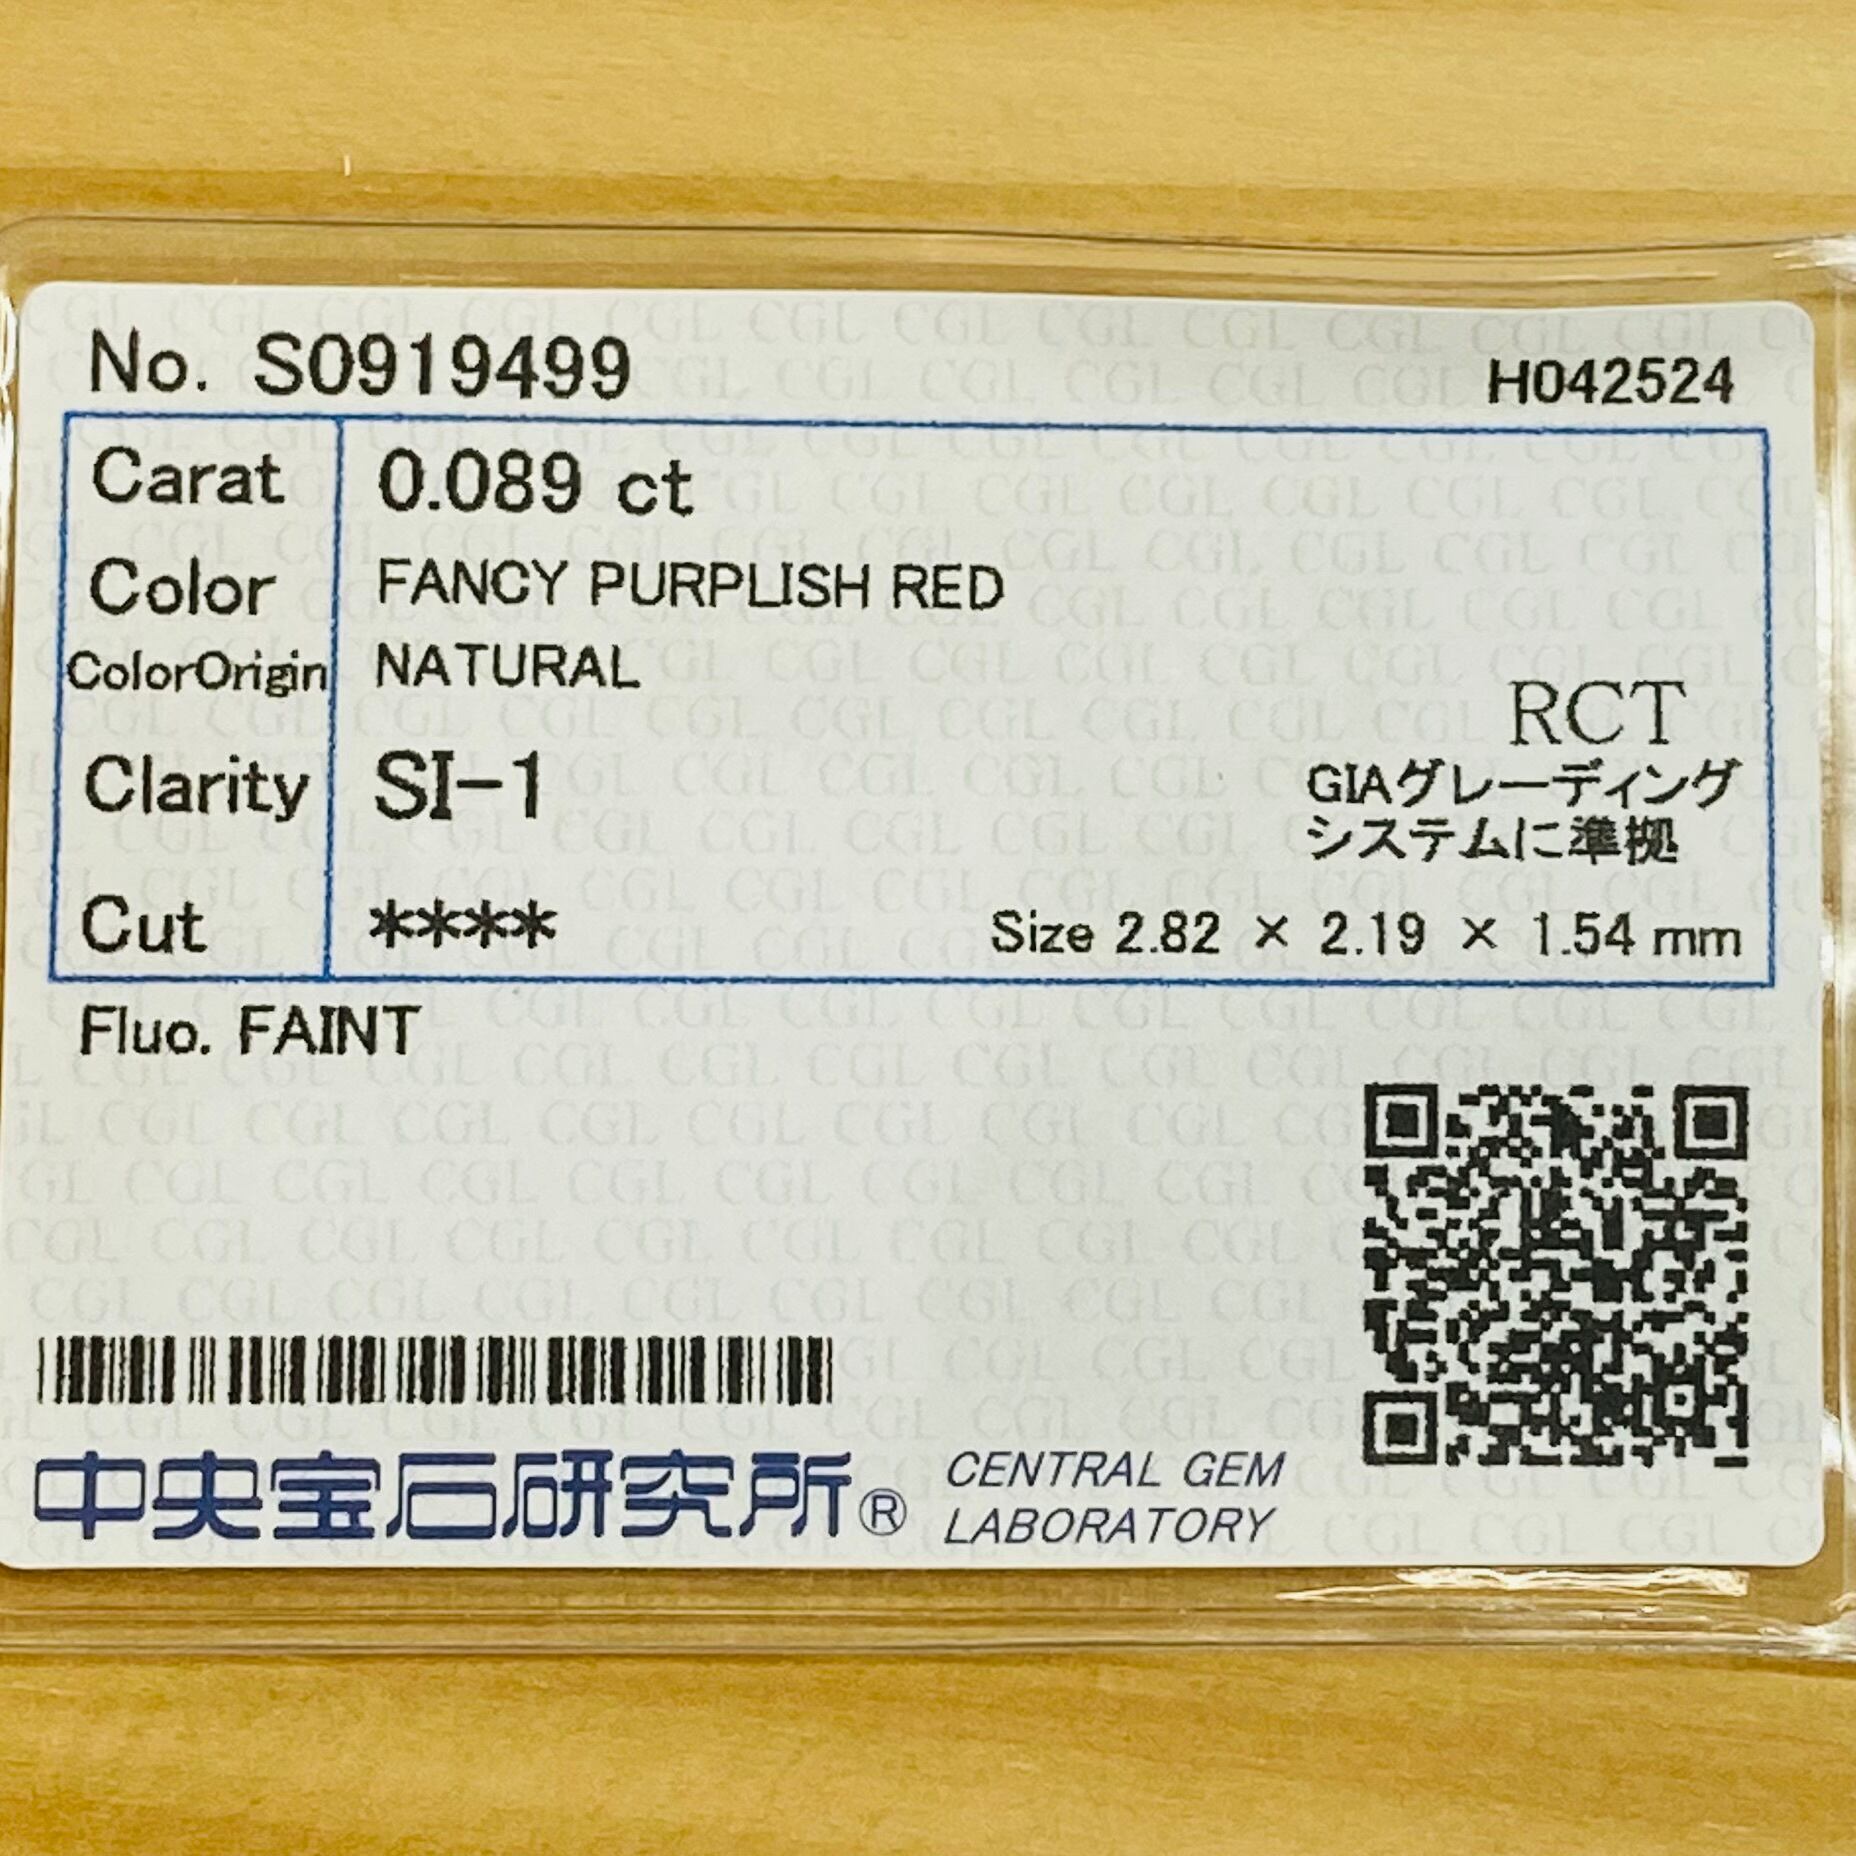 No. S0919499 H042524
Carat 0.089 ct
Color FANCY PURPLISH RED
ColorOrigin NATURAL
RCT
Clarity SI-1
GIAグレーディング
システムに準拠
Cut **** Size 2.82 × 2.19 × 1.54 mm
Fluo. FAINT
中央宝石研究所® CENTRAL GEM
LABORATORY